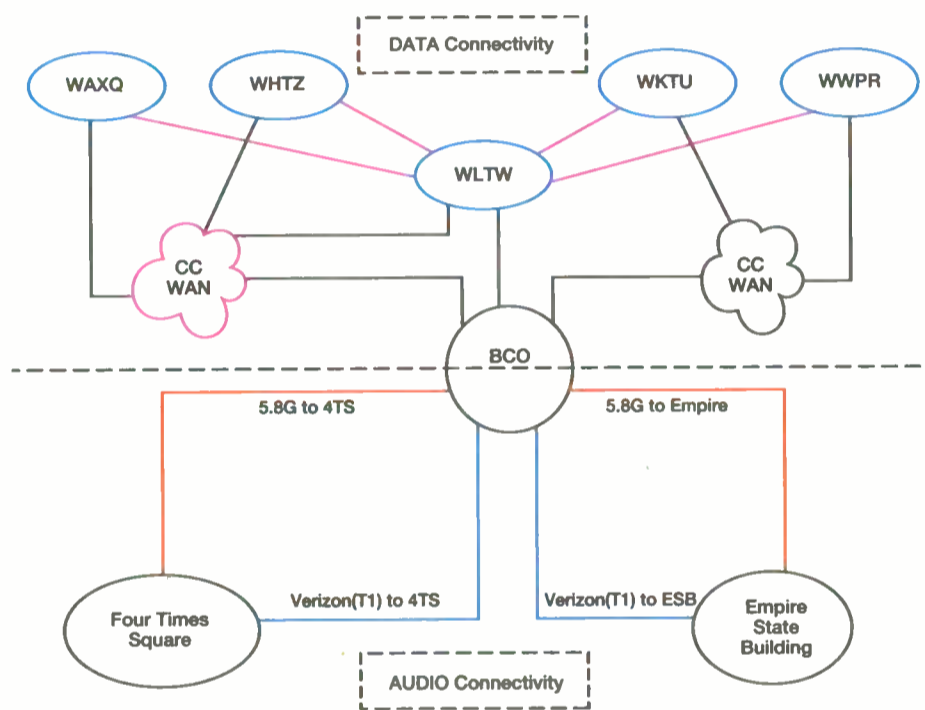 DATA Connectivity
WAXQ
WHTZ
WKTU
WWPR
WLTW
CC
WAN
CC
WAN
BCO
5.8G to 4TS
5.8G to Empire
Verizon(T1) to 4TS
Verizon(T1) to ESB
Four Times
Square
Empire
State
Building
AUDIO Connectivity